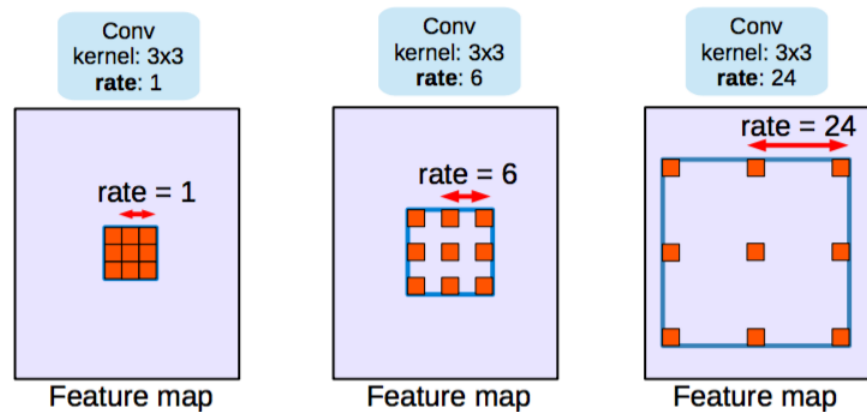 Conv
kernel: 3x3
rate: 1
rate = 1
Feature map
Conv
kernel: 3x3
rate: 6
rate = 6
Feature map
Conv
kernel: 3x3
rate: 24
rate = 24
Feature map